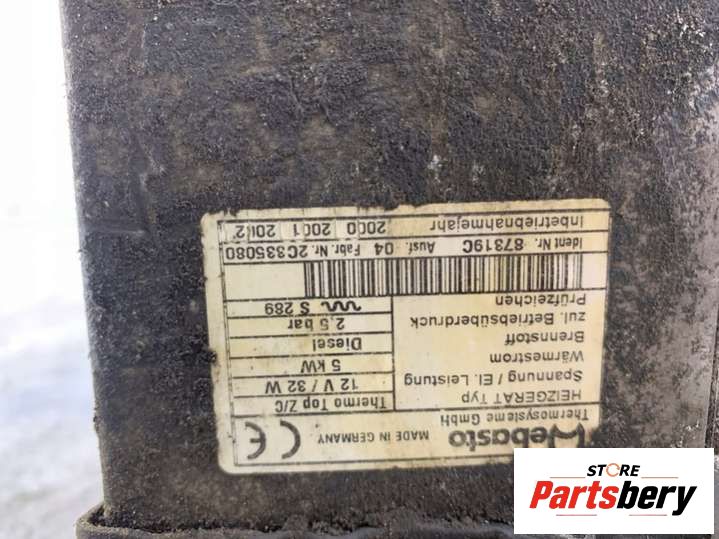 Webasto
MADE IN GERMANY
CE
Thermosysteme GmbH
HEIZGERÄT Typ Thermo Top Z/C
Spannung / El. Leistung 12 V / 32 W
Wärmestrom 5 kW
Brennstoff Diesel
zul. Betriebsüberdruck 2,5 bar
Prüfzeichen S 289
Ident Nr. 87319C Ausf. 04 Fabr. Nr. 2C335080
Inbetriebnahmejahr 2000 2001 2002
STORE
Partsbery